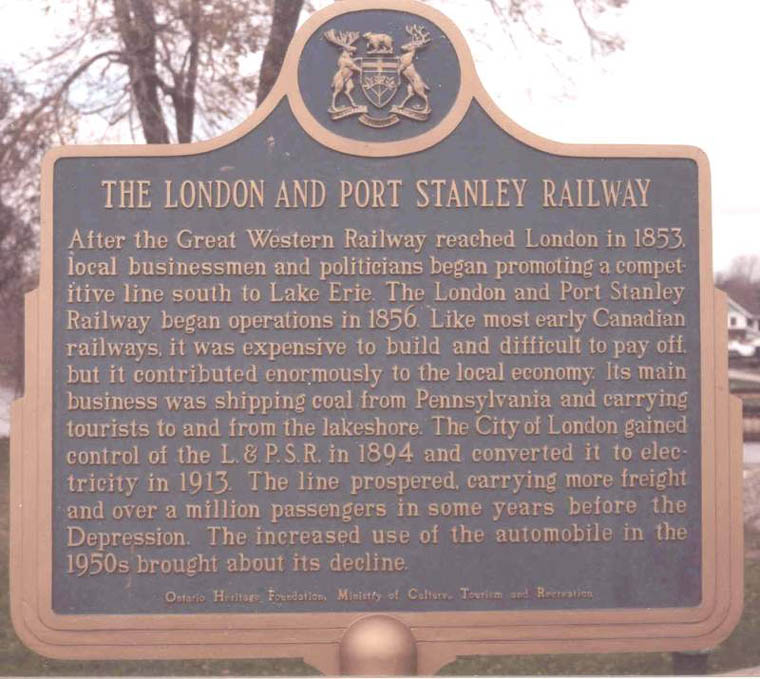 THE LONDON AND PORT STANLEY RAILWAY
After the Great Western Railway reached London in 1853,
local businessmen and politicians began promoting a compet-
itive line south to Lake Erie. The London and Port Stanley
Railway began operations in 1856. Like most early Canadian
railways, it was expensive to build and difficult to pay off,
but it contributed enormously to the local economy. Its main
business was shipping coal from Pennsylvania and carrying
tourists to and from the lakeshore. The City of London gained
control of the L. & P.S.R. in 1894 and converted it to elec-
tricity in 1913. The line prospered, carrying more freight
and over a million passengers in some years before the
Depression. The increased use of the automobile in the
1950s brought about its decline.
Ontario Heritage Foundation, Ministry of Culture, Tourism and Recreation